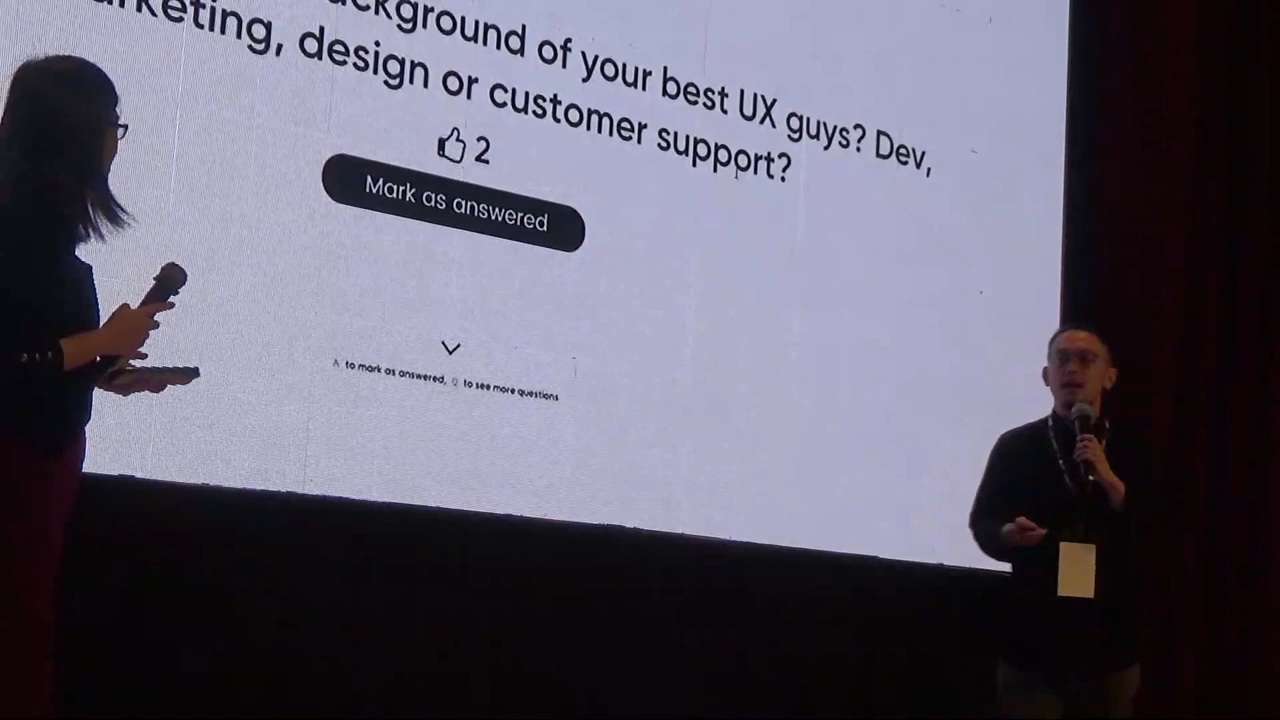 ckground of your best UX guys? Dev,
rketing, design or customer support?
2
Mark as answered
to mark as answered, to see more questions